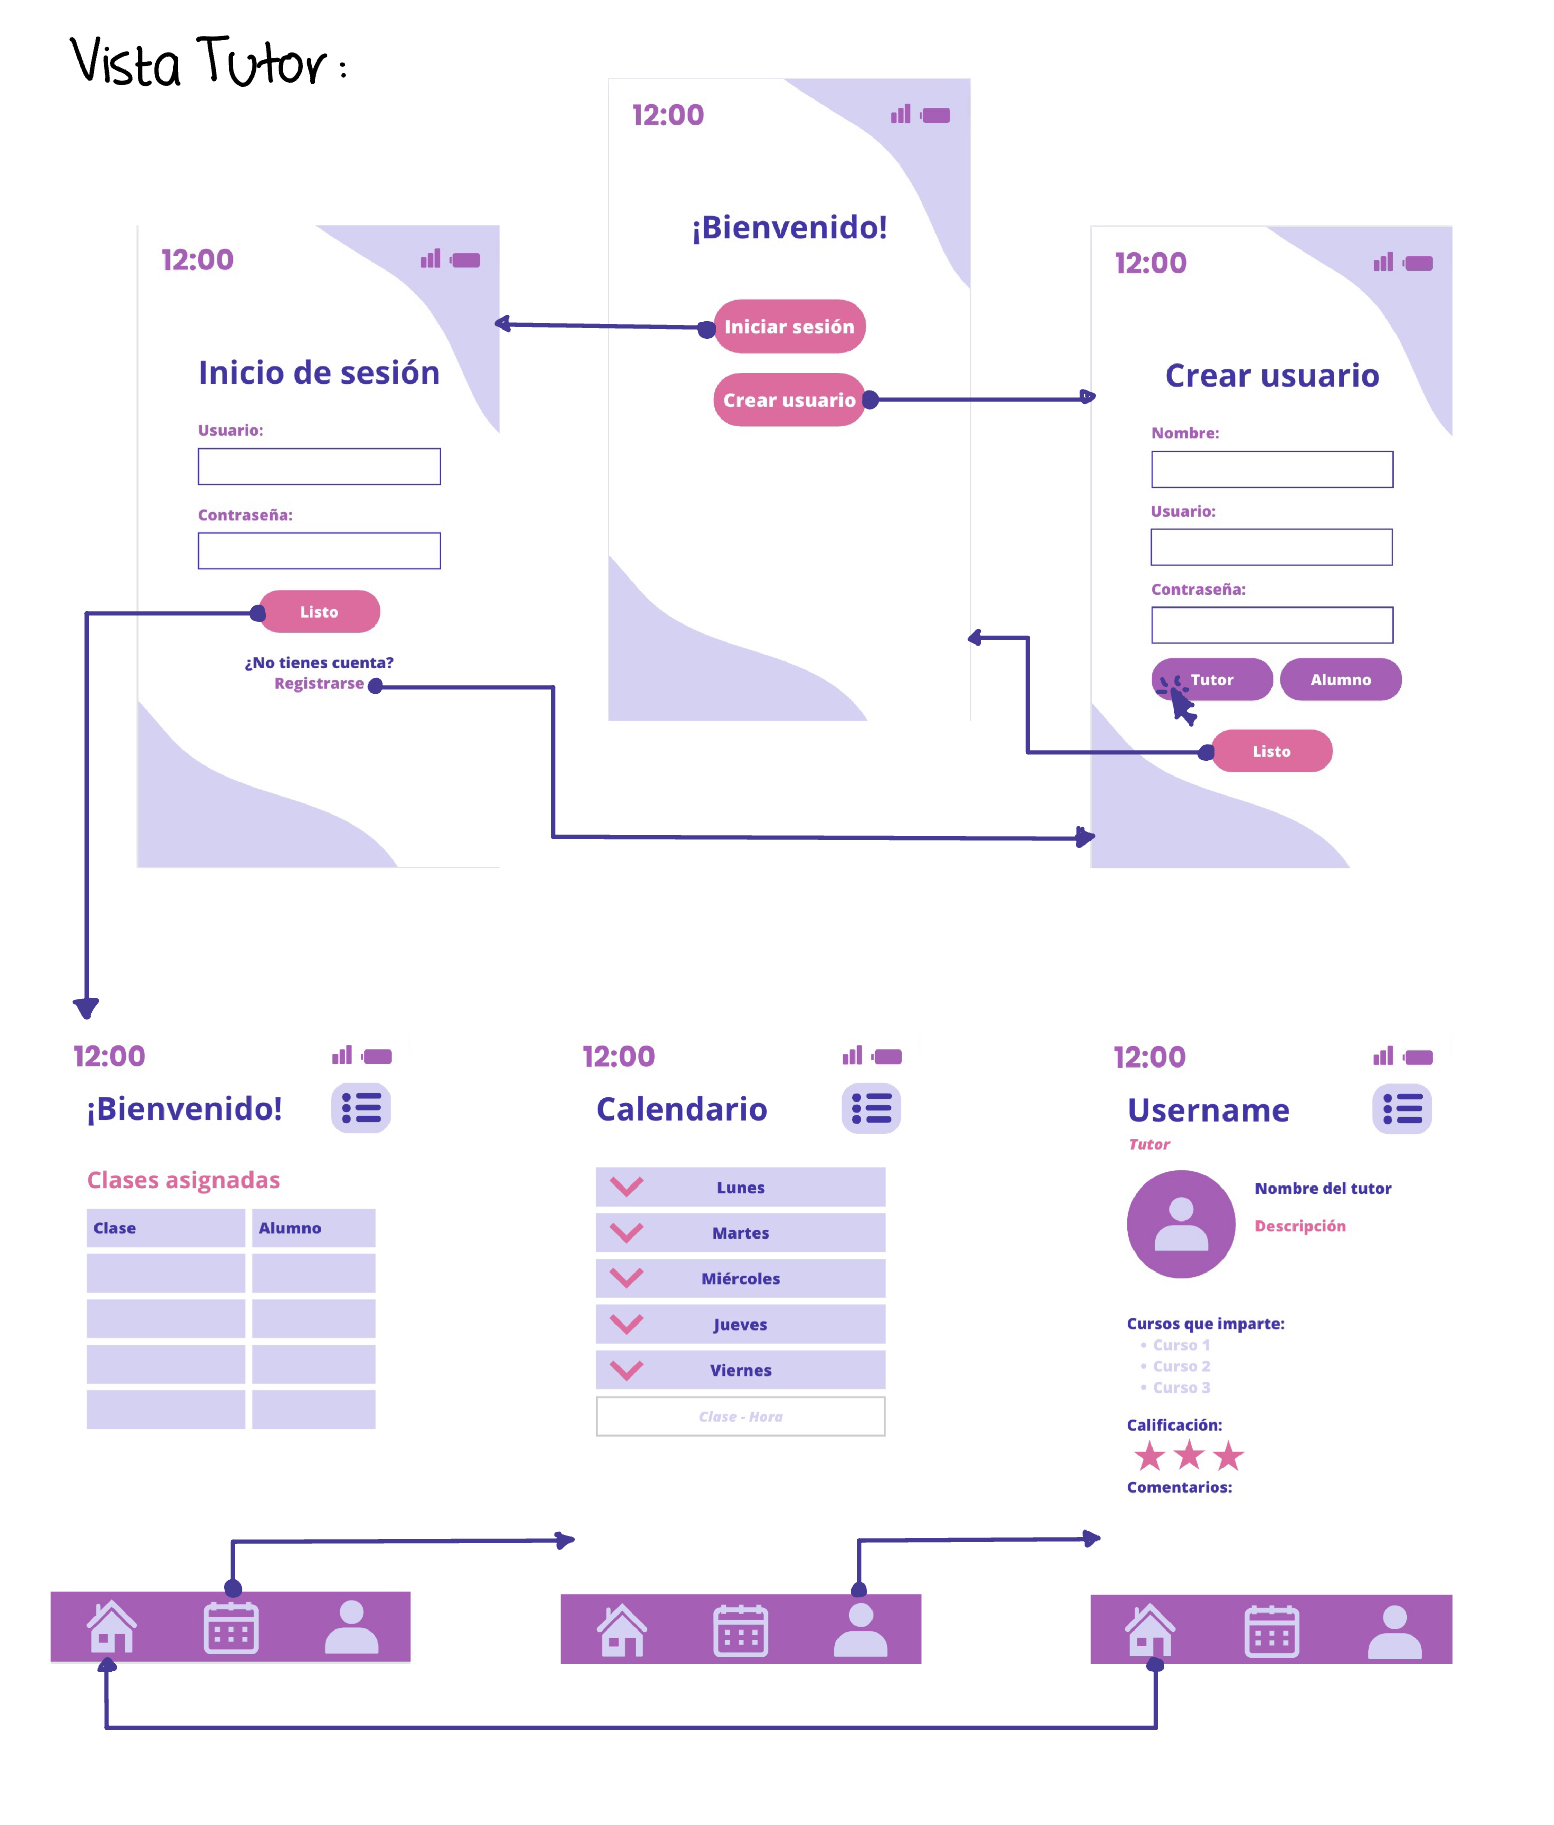 Vista Tutor:
12:00
¡Bienvenido!
Iniciar sesión
Crear usuario
12:00
Inicio de sesión
Usuario:
Contraseña:
Listo
¿No tienes cuenta?
Registrarse
12:00
Crear usuario
Nombre:
Usuario:
Contraseña:
Tutor
Alumno
Listo
12:00
¡Bienvenido!
Clases asignadas
Clase
Alumno
12:00
Calendario
Lunes
Martes
Miércoles
Jueves
Viernes
Clase - Hora
12:00
Username
Tutor
Nombre del tutor
Descripción
Cursos que imparte:
• Curso 1
• Curso 2
• Curso 3
Calificación:
Comentarios: